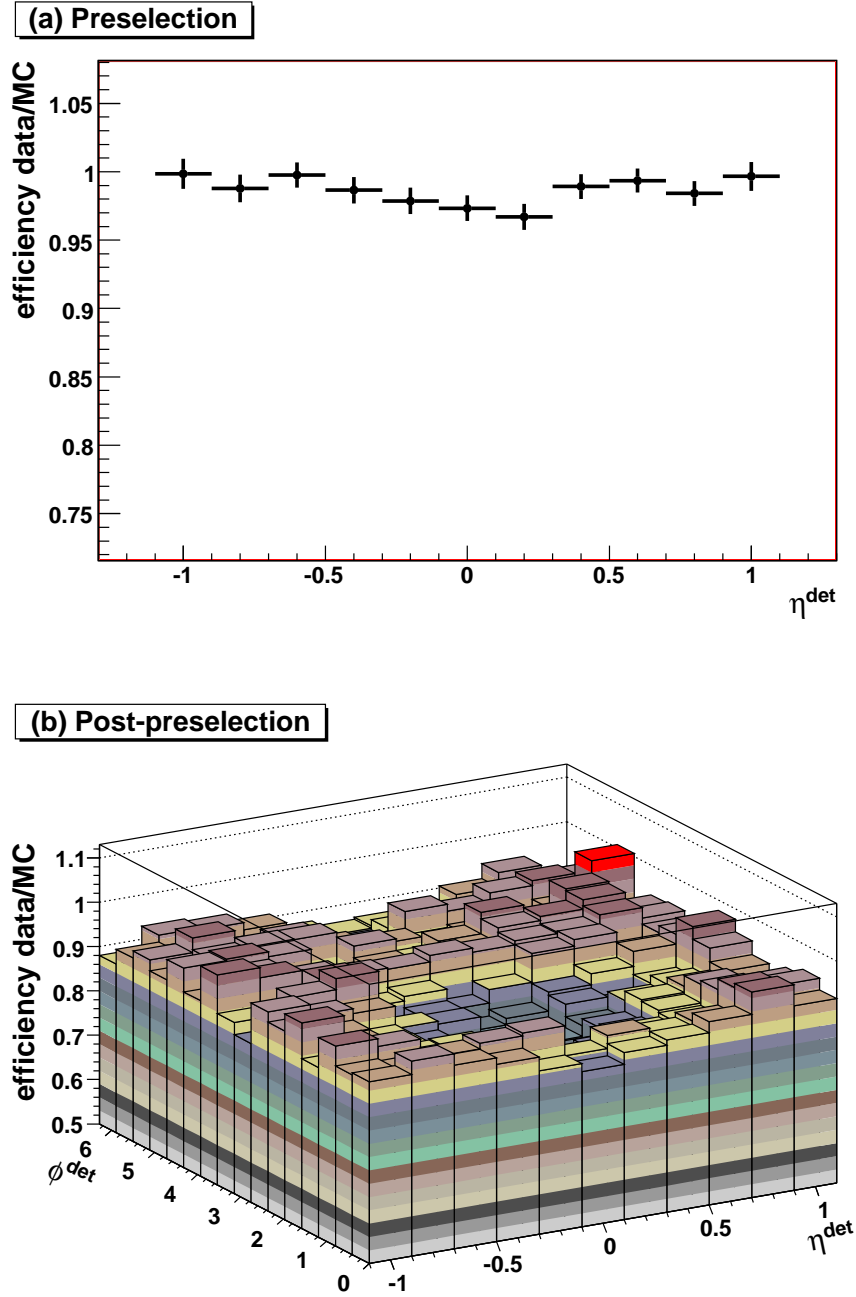 (a) Preselection
efficiency data/MC
1.05
1
0.95
0.9
0.85
0.8
0.75
-1 -0.5 0 0.5 1
η^det
(b) Post-preselection
efficiency data/MC
1.1
1
0.9
0.8
0.7
0.6
0.5
6 5 4 3 2 1 0
ϕ^det
-1 -0.5 0 0.5 1
η^det